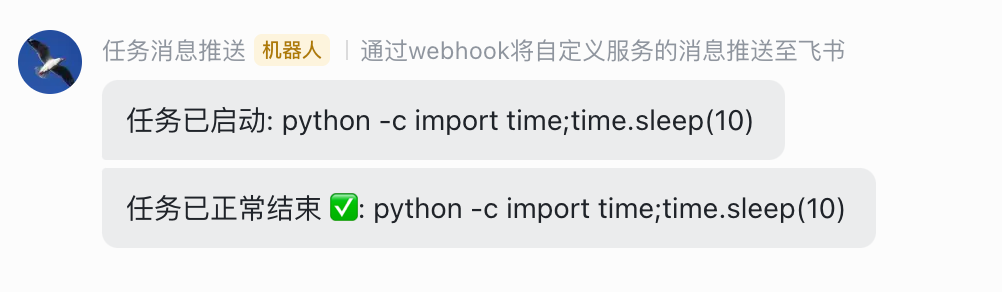 任务消息推送 机器人 | 通过webhook将自定义服务的消息推送至飞书
任务已启动: python -c import time;time.sleep(10)
任务已正常结束 ✅: python -c import time;time.sleep(10)